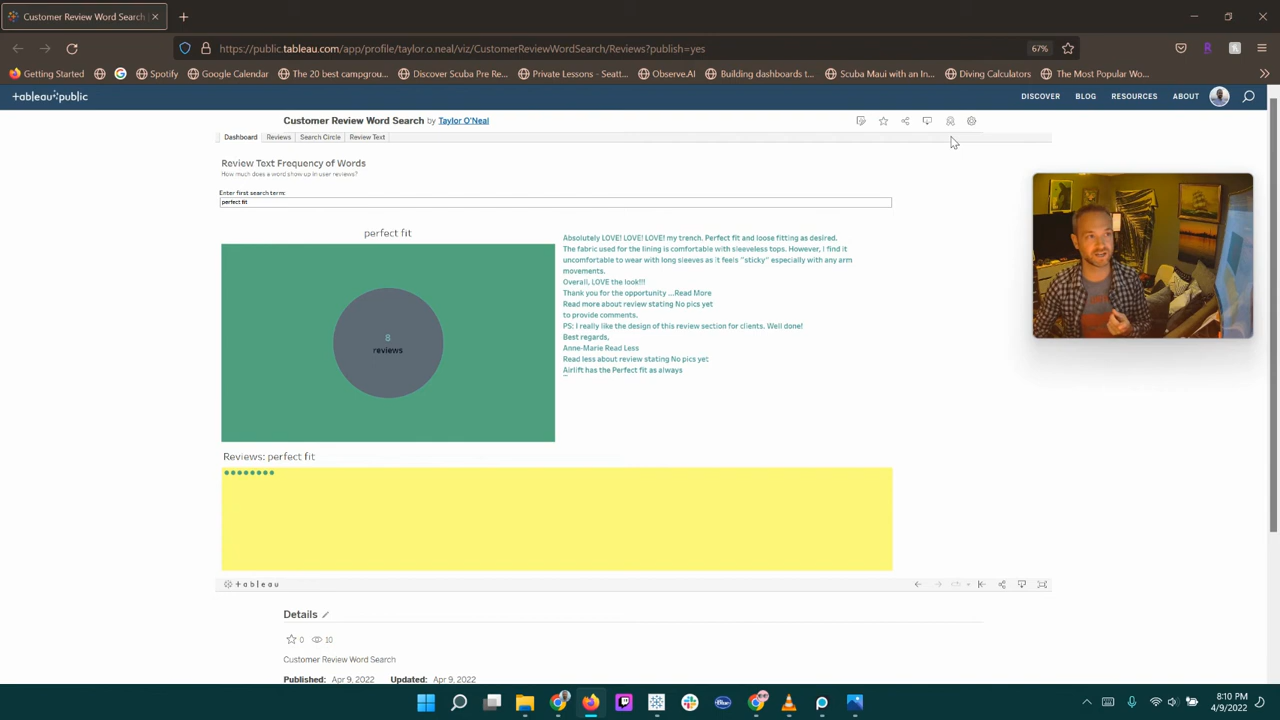 Customer Review Word Search
https://public.tableau.com/app/profile/taylor.o.neal/viz/CustomerReviewWordSearch/Reviews?publish=yes
67%
Getting Started
Spotify
Google Calendar
The 20 best campgrou...
Discover Scuba Pre Re...
Private Lessons - Seatt...
Observe.AI
Building dashboards t...
Scuba Maui with an In...
Diving Calculators
The Most Popular Wo...
+ableau public
DISCOVER
BLOG
RESOURCES
ABOUT
Customer Review Word Search by Taylor O'Neal
Dashboard
Reviews
Search Circle
Review Text
Review Text Frequency of Words
How much does a word show up in user reviews?
Enter first search term:
perfect fit
perfect fit
8
reviews
Absolutely LOVE! LOVE! LOVE! my trench. Perfect fit and loose fitting as desired.
The fabric used for the lining is comfortable with sleeveless tops. However, I find it
uncomfortable to wear with long sleeves as it feels "sticky" especially with any arm
movements.
Overall, LOVE the look!!!
Thank you for the opportunity ...Read More
Read more about review stating No pics yet
to provide comments.
PS: I really like the design of this review section for clients. Well done!
Best regards,
Anne-Marie Read Less
Read less about review stating No pics yet
Airlift has the Perfect fit as always
Reviews: perfect fit
+ableau
Details
0
10
Customer Review Word Search
Published: Apr 9, 2022
Updated: Apr 9, 2022
8:10 PM
4/9/2022